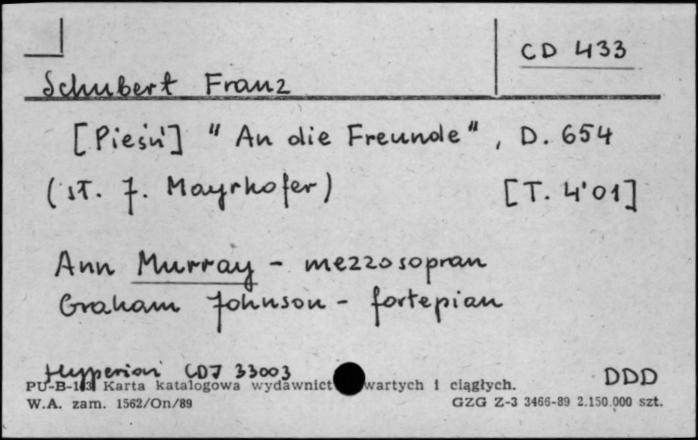 CD 433
Schubert Franz
[Pieśń] "An die Freunde", D. 654
(sł. J. Mayrhofer) [T. 4'01]
Ann Murray - mezzosopran
Graham Johnson - fortepian
Hyperion CDJ 33003 DDD
Karta katalogowa wydawnict wartych i ciągłych.
W.A. zam. 1562/On/89 GZG Z-3 3466-89 2.150.000 szt.